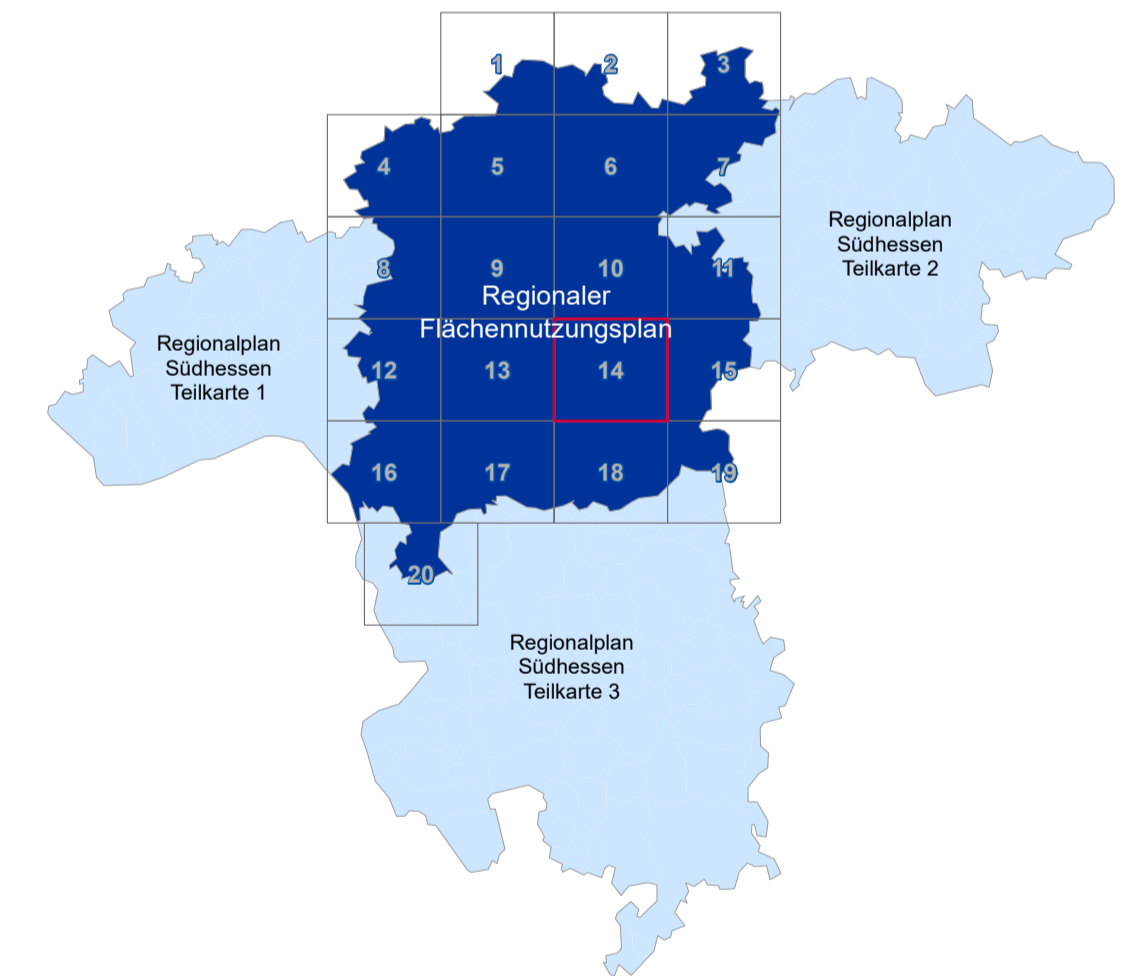 1
2
3
4
5
6
7
Regionalplan
Südhessen
Teilkarte 2
8
9
10
11
Regionaler
Flächennutzungsplan
Regionalplan
Südhessen
Teilkarte 1
12
13
14
15
16
17
18
19
20
Regionalplan
Südhessen
Teilkarte 3